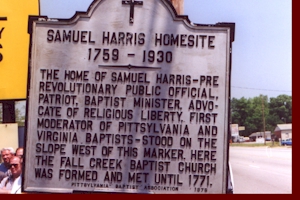 SAMUEL HARRIS HOMESITE
1759 - 1930
THE HOME OF SAMUEL HARRIS-PRE
REVOLUTIONARY PUBLIC OFFICIAL
PATRIOT, BAPTIST MINISTER, ADVO-
CATE OF RELIGIOUS LIBERTY, FIRST
MODERATOR OF PITTSYLVANIA AND
VIRGINIA BAPTISTS-STOOD ON THE
SLOPE WEST OF THIS MARKER. HERE
THE FALL CREEK BAPTIST CHURCH
WAS FORMED AND MET UNTIL 1771.
PITTSYLVANIA BAPTIST ASSOCIATION 1979